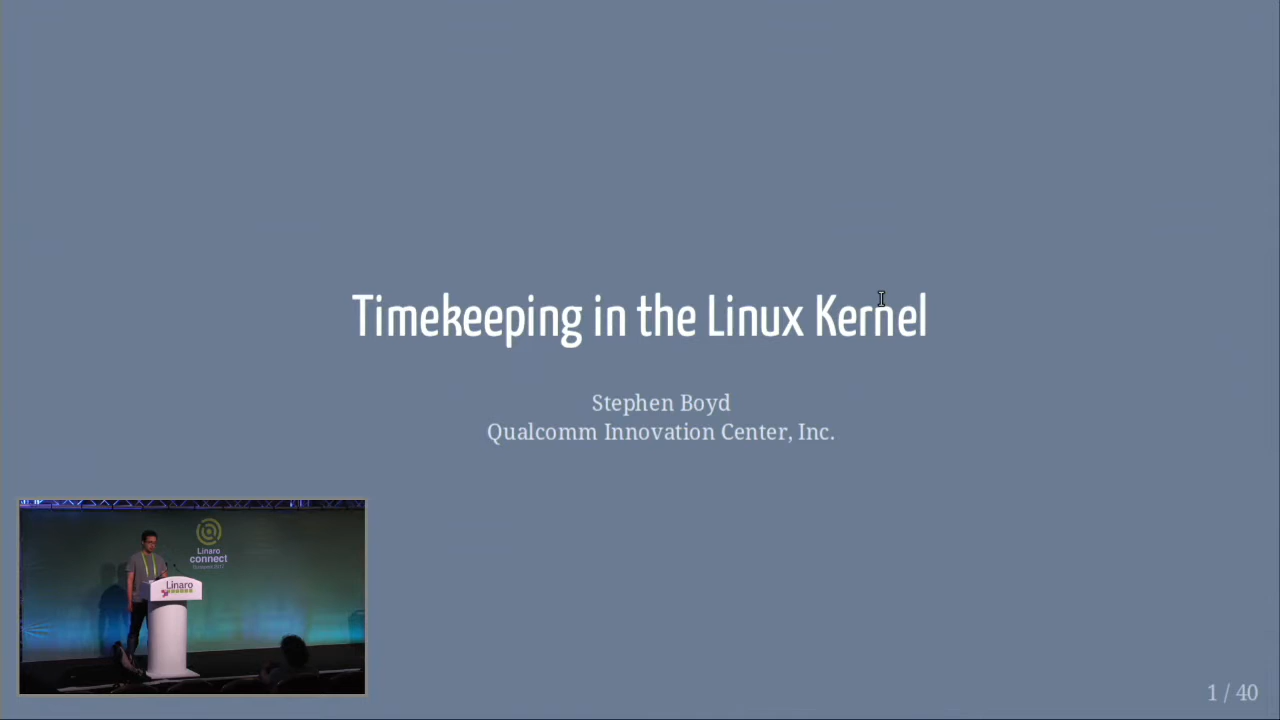 Timekeeping in the Linux Kernel
Stephen Boyd
Qualcomm Innovation Center, Inc.
Linaro
connect
Linaro
1 / 40